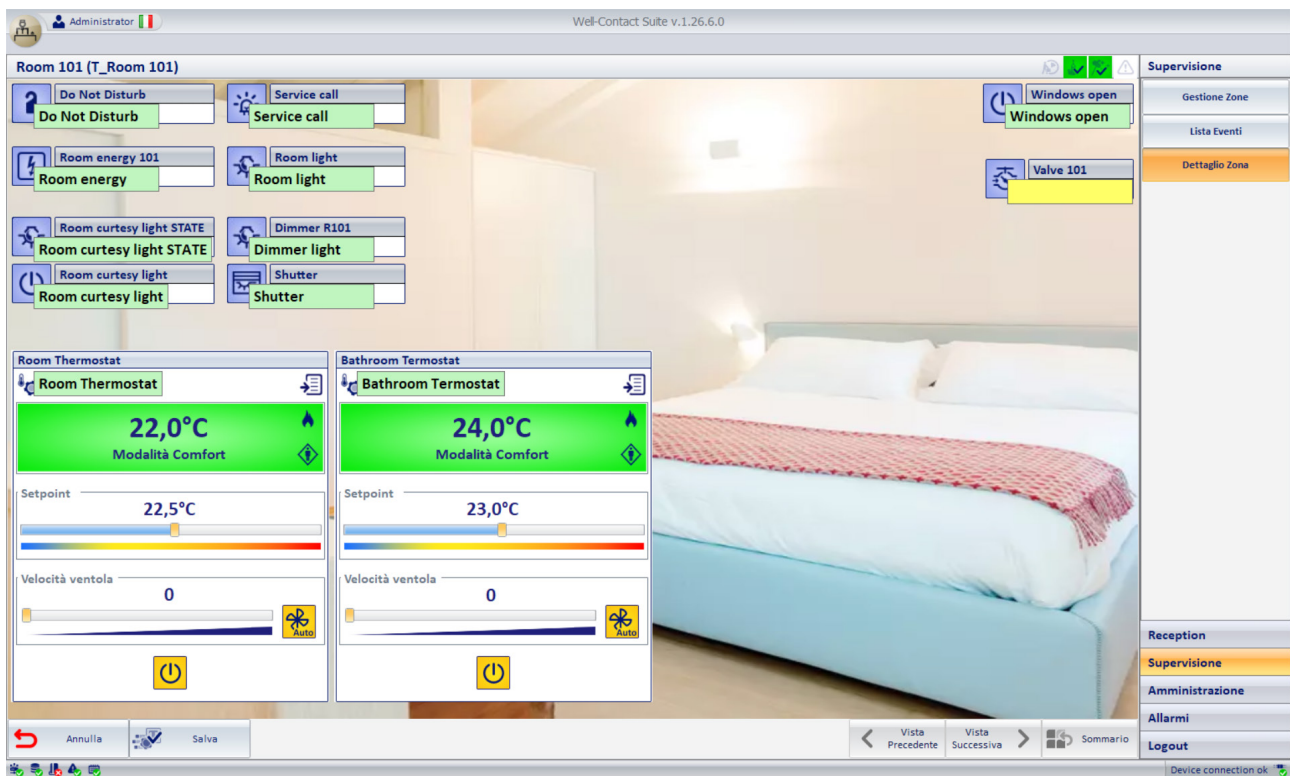 Administrator
Well-Contact Suite v.1.26.6.0
Room 101 (T_Room 101)
Supervisione
Do Not Disturb
Do Not Disturb
Service call
Service call
Windows open
Windows open
Gestione Zone
Lista Eventi
Dettaglio Zona
Room energy 101
Room energy
Room light
Room light
Valve 101
Room curtesy light STATE
Room curtesy light STATE
Dimmer R101
Dimmer light
Room curtesy light
Room curtesy light
Shutter
Shutter
Room Thermostat
Room Thermostat
22,0°C
Modalità Comfort
Setpoint
22,5°C
Velocità ventola
0
Auto
Bathroom Termostat
Bathroom Termostat
24,0°C
Modalità Comfort
Setpoint
23,0°C
Velocità ventola
0
Auto
Reception
Supervisione
Amministrazione
Allarmi
Logout
Annulla
Salva
Vista
Precedente
Vista
Successiva
Sommario
Device connection ok